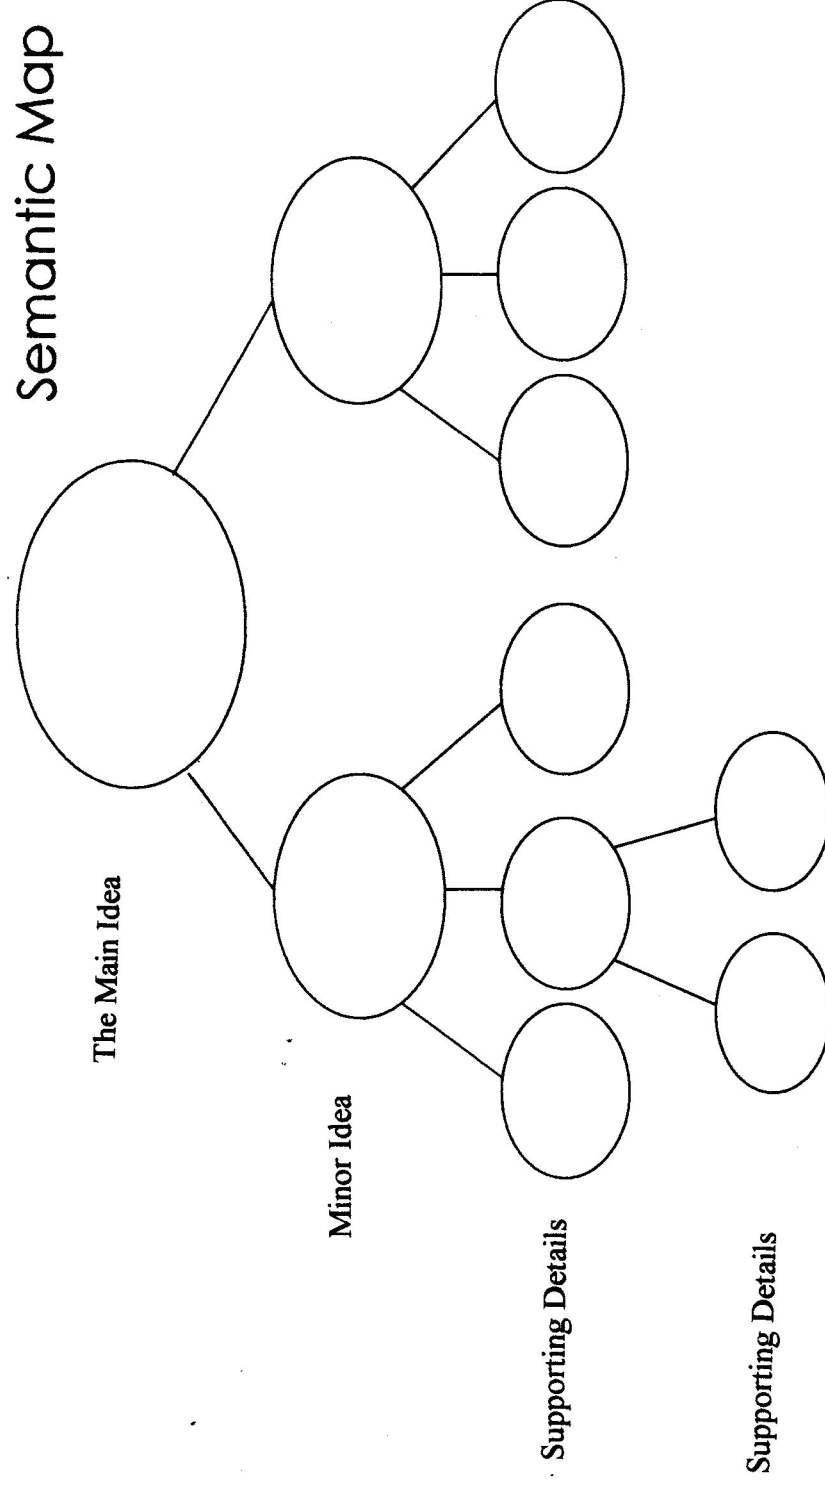 Semantic Map
The Main Idea
Minor Idea
Supporting Details
Supporting Details